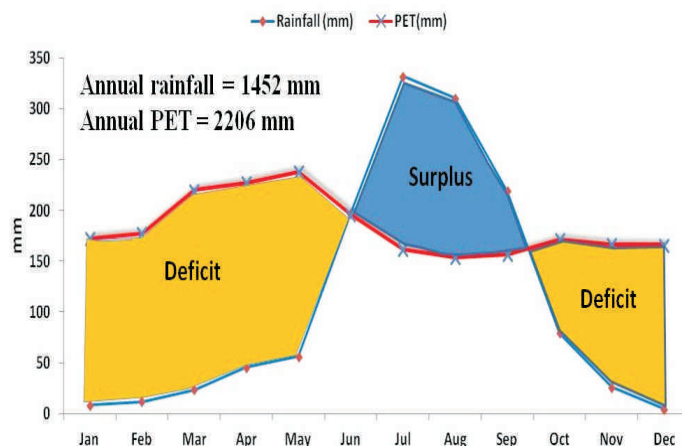 Rainfall (mm) PET(mm)
Annual rainfall = 1452 mm
Annual PET = 2206 mm
350
300
250
200
150
100
50
0
mm
Deficit
Surplus
Deficit
Jan Feb Mar Apr May Jun Jul Aug Sep Oct Nov Dec